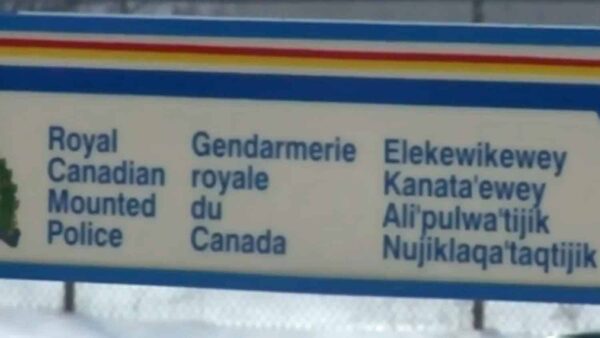 Royal
Canadian
Mounted
Police
Gendarmerie
royale
du
Canada
Elekewikewey
Kanata'ewey
Ali'pulwa'tijik
Nujiklaqa'taqtijik